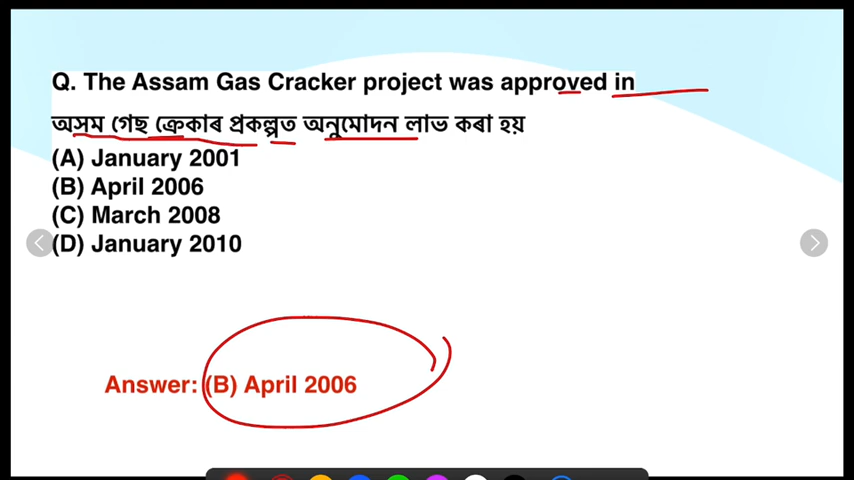 Q. The Assam Gas Cracker project was approved in
অসম গেছ ক্ৰেকাৰ প্ৰকল্পত অনুমোদন লাভ কৰা হয়
(A) January 2001
(B) April 2006
(C) March 2008
(D) January 2010
Answer: (B) April 2006